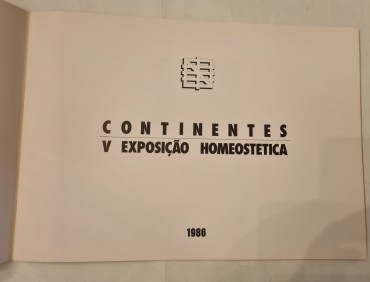 CONTINENTES
V EXPOSIÇÃO HOMEOSTETICA
1986